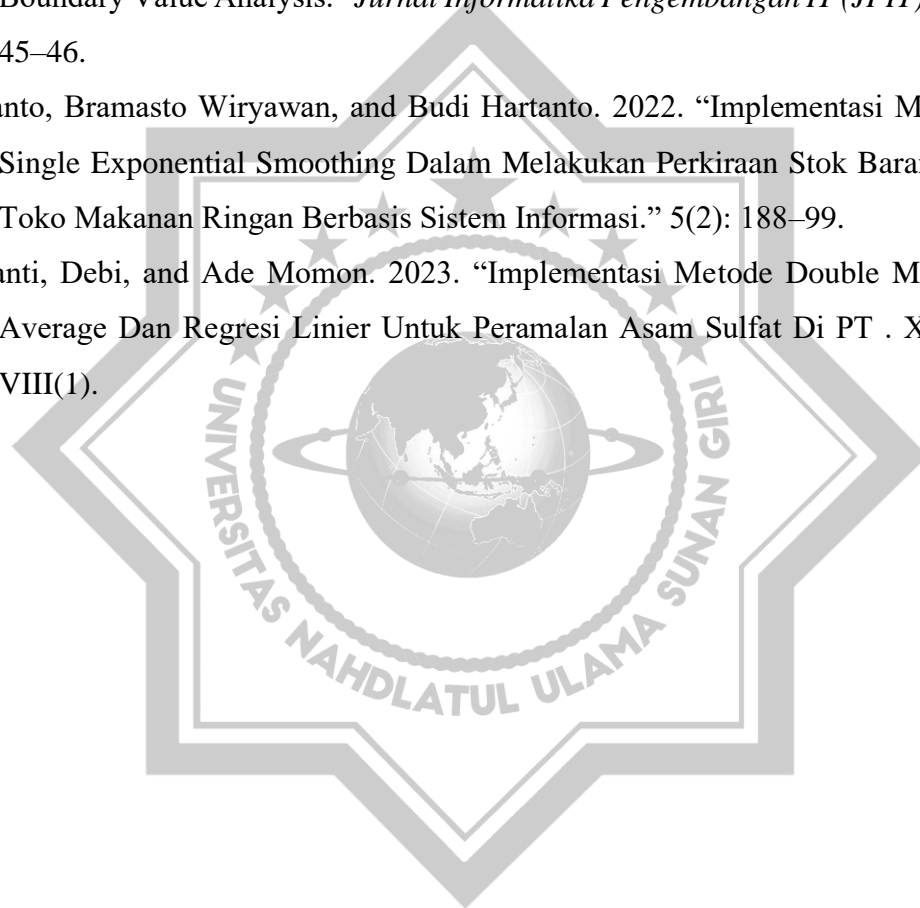 Boundary Value Analysis." Jurnal Informatika Pengembangan IT (JPIT)
45–46.
anto, Bramasto Wiryawan, and Budi Hartanto. 2022. “Implementasi M
Single Exponential Smoothing Dalam Melakukan Perkiraan Stok Bara
Toko Makanan Ringan Berbasis Sistem Informasi.” 5(2): 188–99.
anti, Debi, and Ade Momon. 2023. “Implementasi Metode Double M
Average Dan Regresi Linier Untuk Peramalan Asam Sulfat Di PT . X
VIII(1).
UNIVERSITAS NAHDLATUL ULAMA SUNAN GIRI